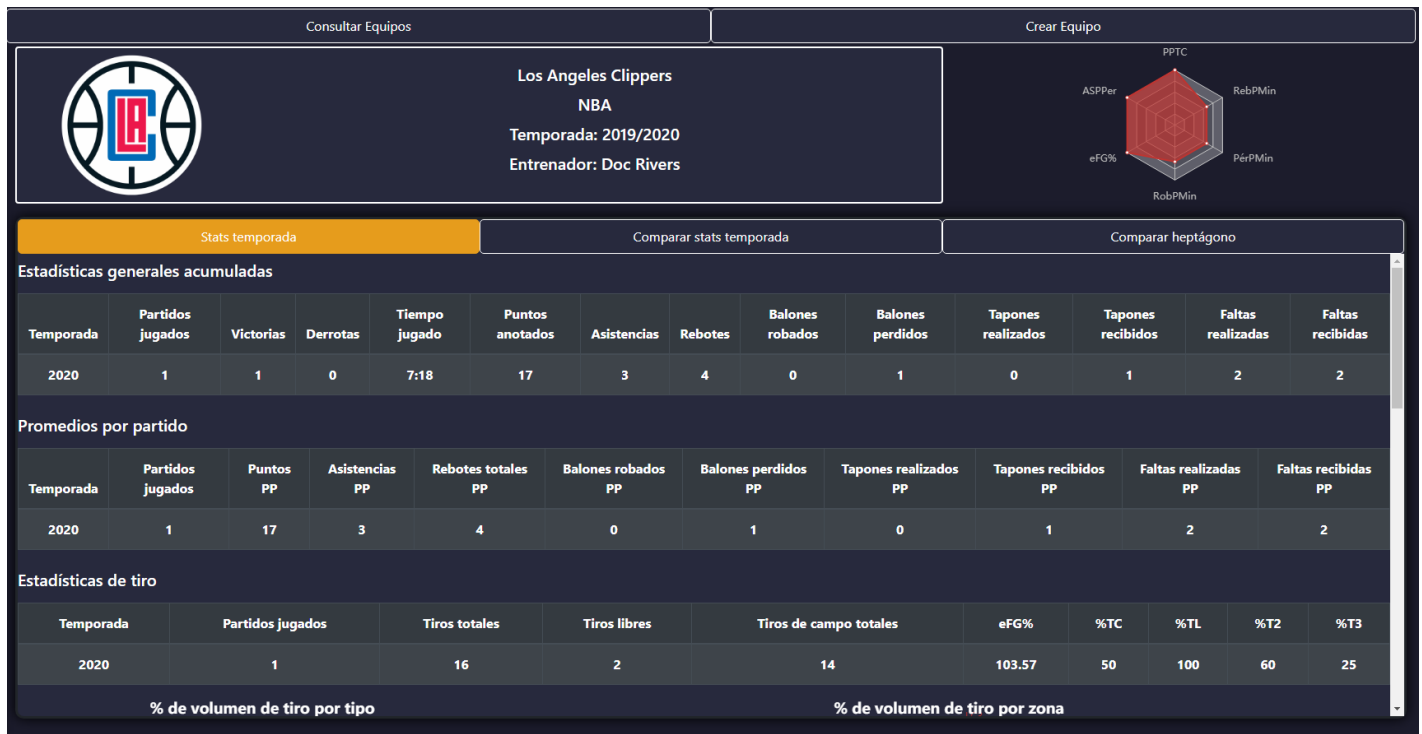 Consultar Equipos
Crear Equipo
LA C
Los Angeles Clippers
NBA
Temporada: 2019/2020
Entrenador: Doc Rivers
PPTC
RebPMin
PérPMin
RobPMin
eFG%
ASPPer
Stats temporada
Comparar stats temporada
Comparar heptágono
Estadísticas generales acumuladas
Temporada Partidos jugados Victorias Derrotas Tiempo jugado Puntos anotados Asistencias Rebotes Balones robados Balones perdidos Tapones realizados Tapones recibidos Faltas realizadas Faltas recibidas
2020 1 1 0 7:18 17 3 4 0 1 0 1 2 2
Promedios por partido
Temporada Partidos jugados Puntos PP Asistencias PP Rebotes totales PP Balones robados PP Balones perdidos PP Tapones realizados PP Tapones recibidos PP Faltas realizadas PP Faltas recibidas PP
2020 1 17 3 4 0 1 0 1 2 2
Estadísticas de tiro
Temporada Partidos jugados Tiros totales Tiros libres Tiros de campo totales eFG% %TC %TL %T2 %T3
2020 1 16 2 14 103.57 50 100 60 25
% de volumen de tiro por tipo
% de volumen de tiro por zona